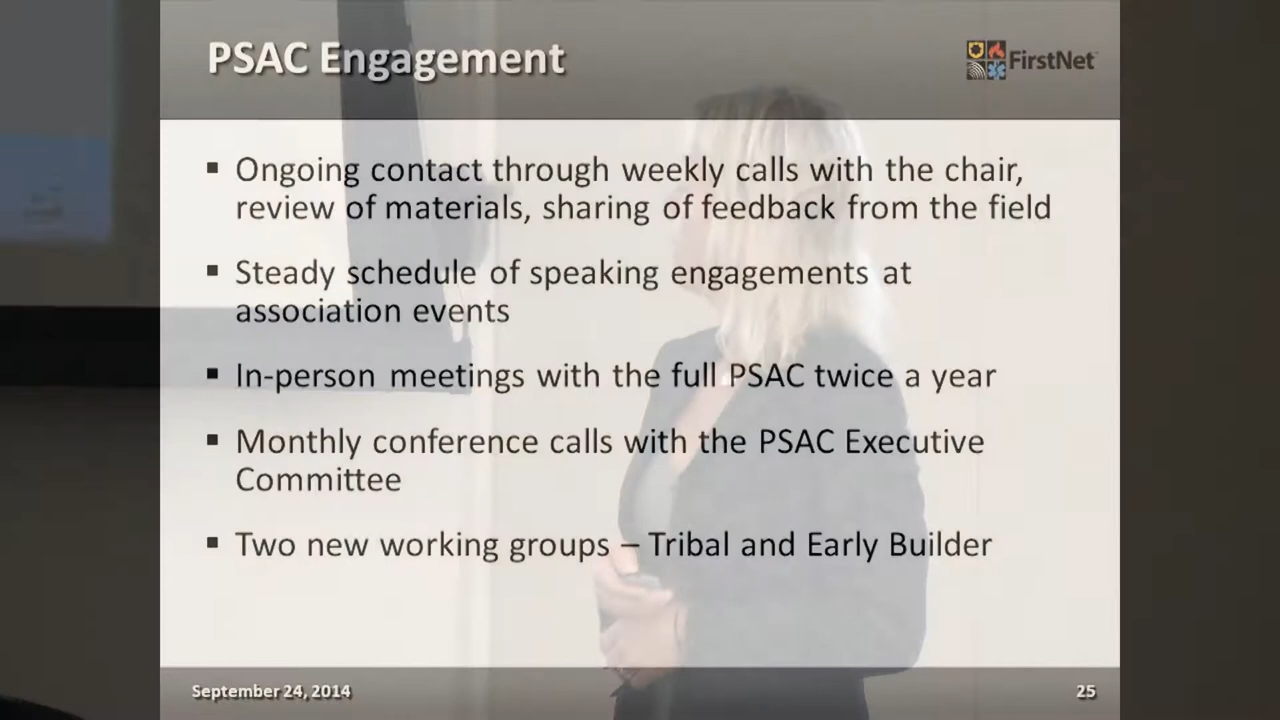 PSAC Engagement
FirstNet
▪ Ongoing contact through weekly calls with the chair,
review of materials, sharing of feedback from the field
▪ Steady schedule of speaking engagements at
association events
▪ In-person meetings with the full PSAC twice a year
▪ Monthly conference calls with the PSAC Executive
Committee
▪ Two new working groups – Tribal and Early Builder
September 24, 2014
25